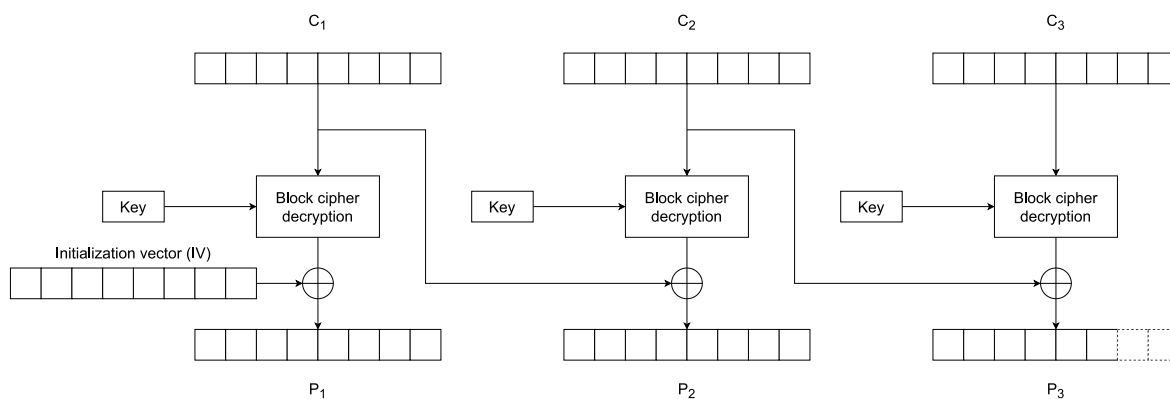 C1
C2
C3
Key
Block cipher
decryption
Key
Block cipher
decryption
Key
Block cipher
decryption
Initialization vector (IV)
P1
P2
P3